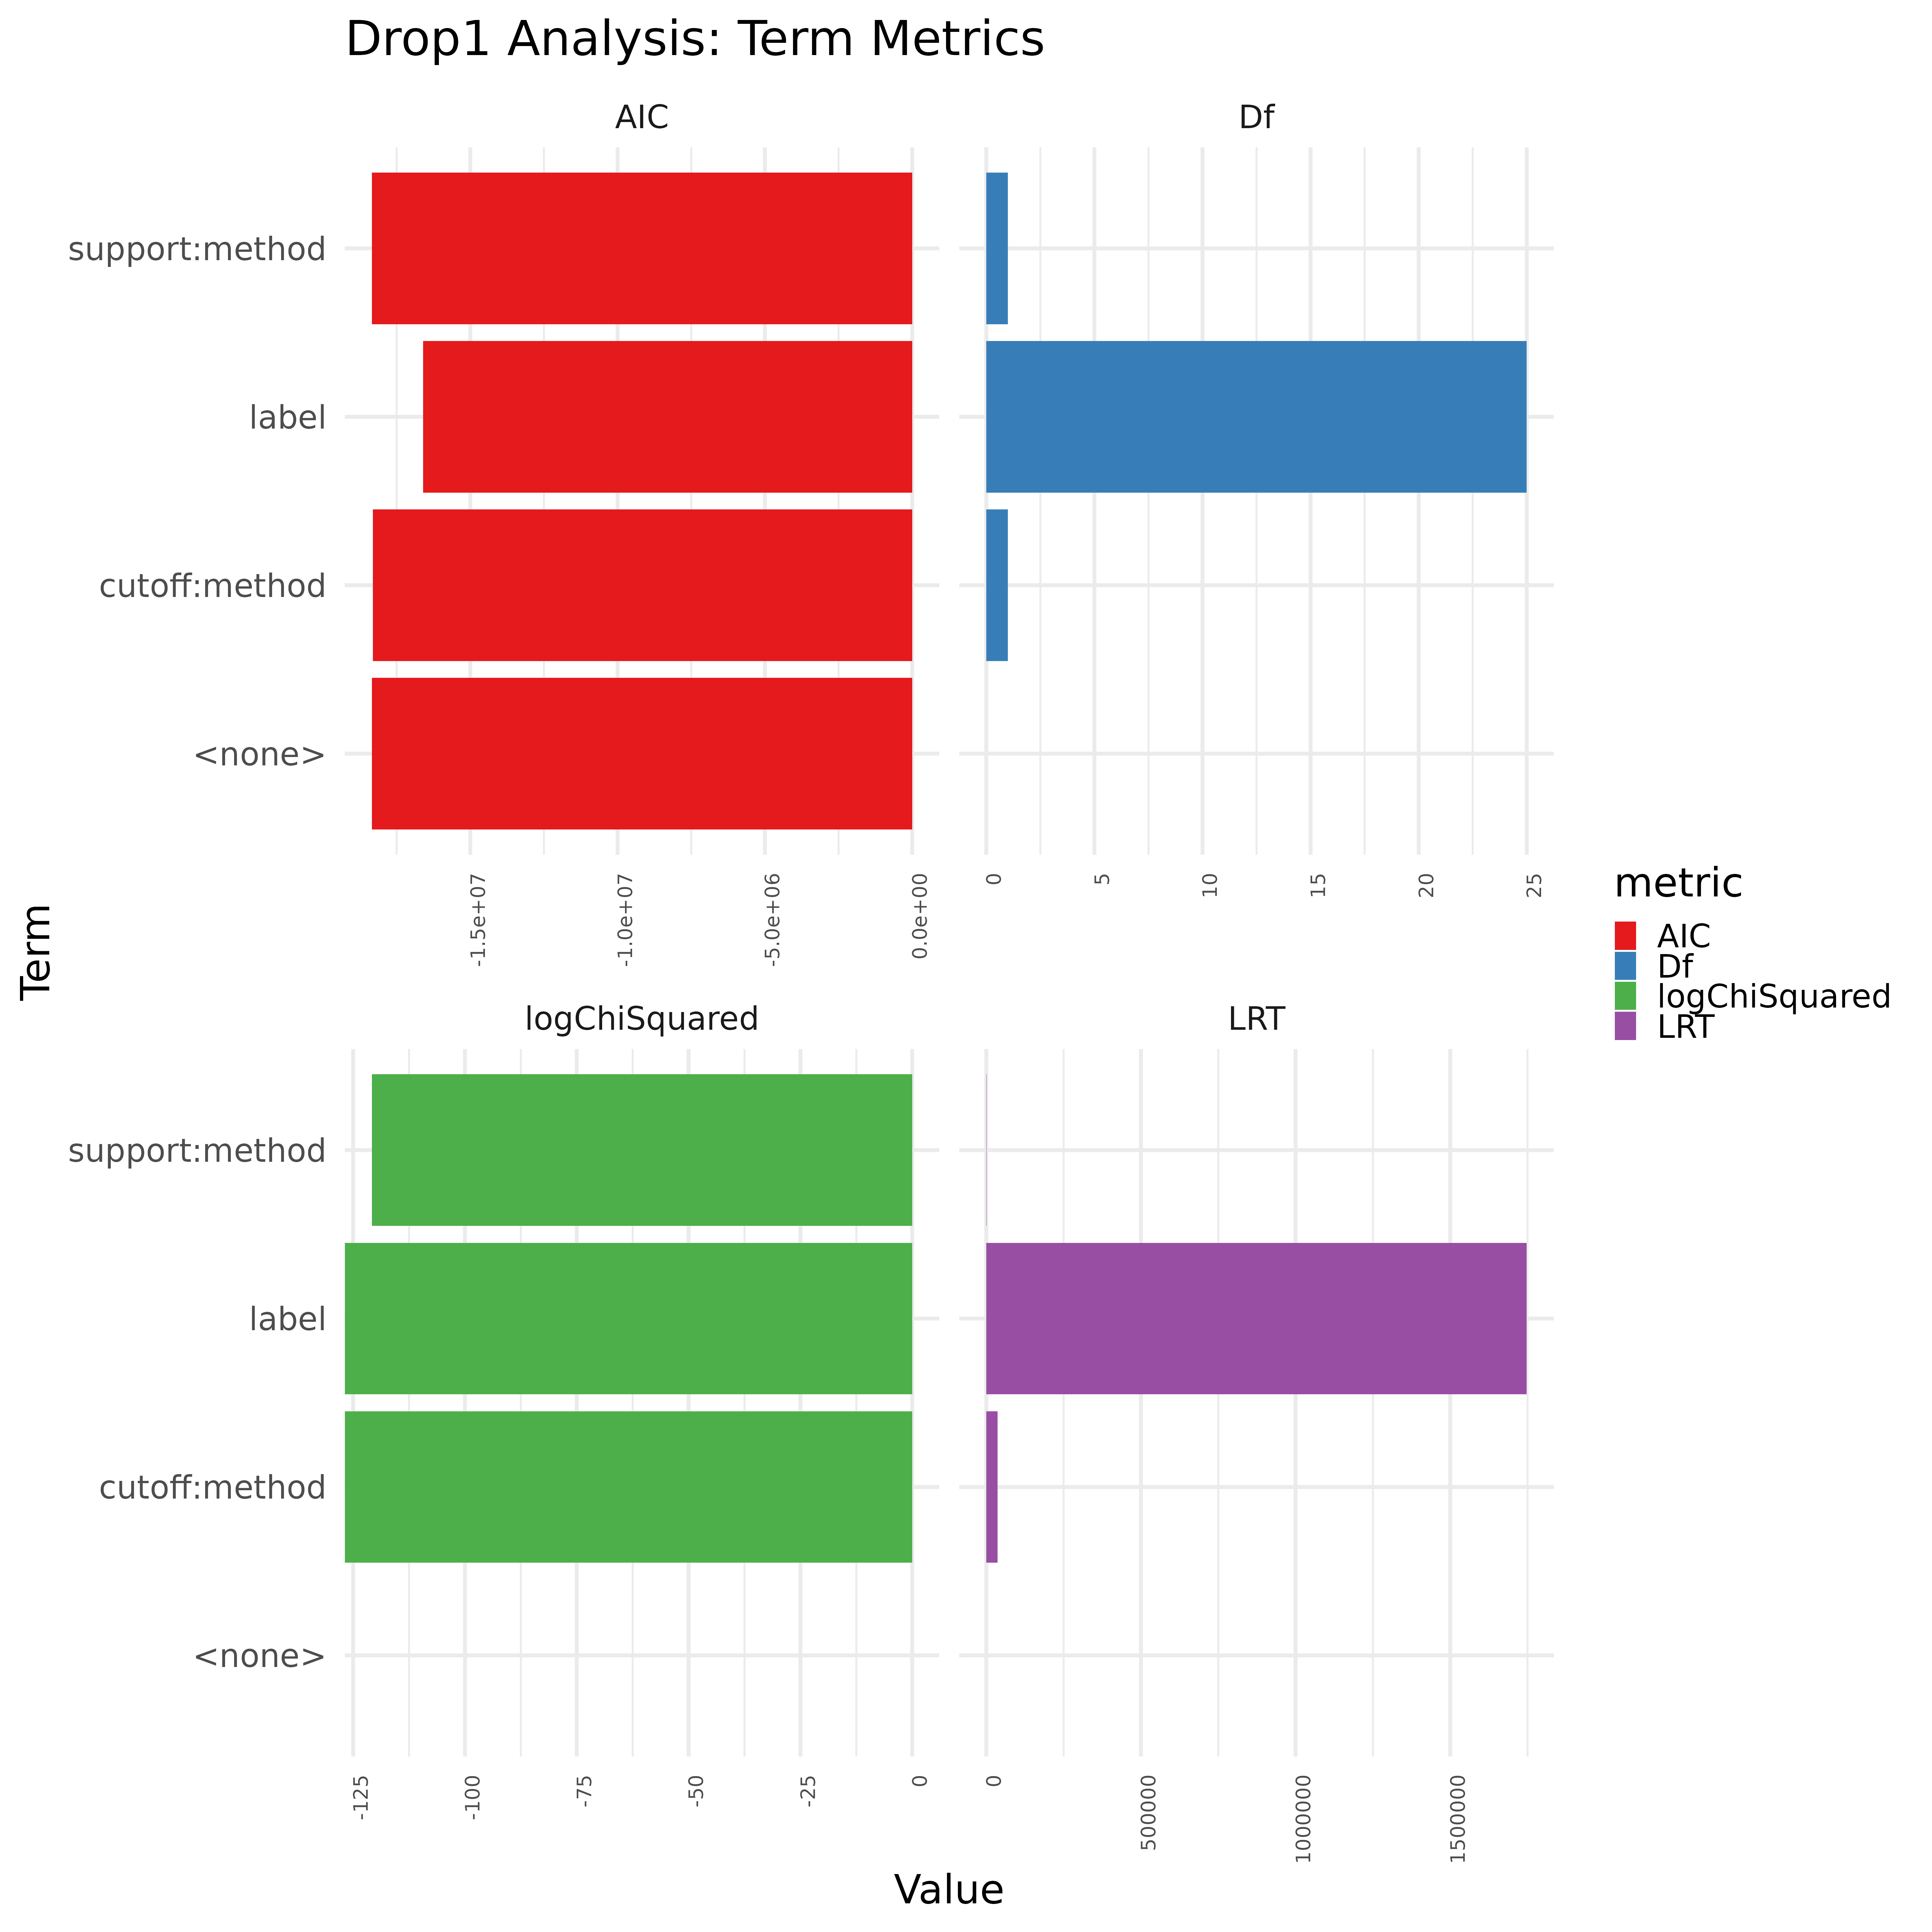 Drop1 Analysis: Term Metrics
AIC
Df
support:method
label
cutoff:method
<none>
-1.5e+07
-1.0e+07
-5.0e+06
0.0e+00
0
5
10
15
20
25
Term
logChiSquared
LRT
support:method
label
cutoff:method
<none>
-125
-100
-75
-50
-25
0
0
500000
1000000
1500000
Value
metric
AIC
Df
logChiSquared
LRT